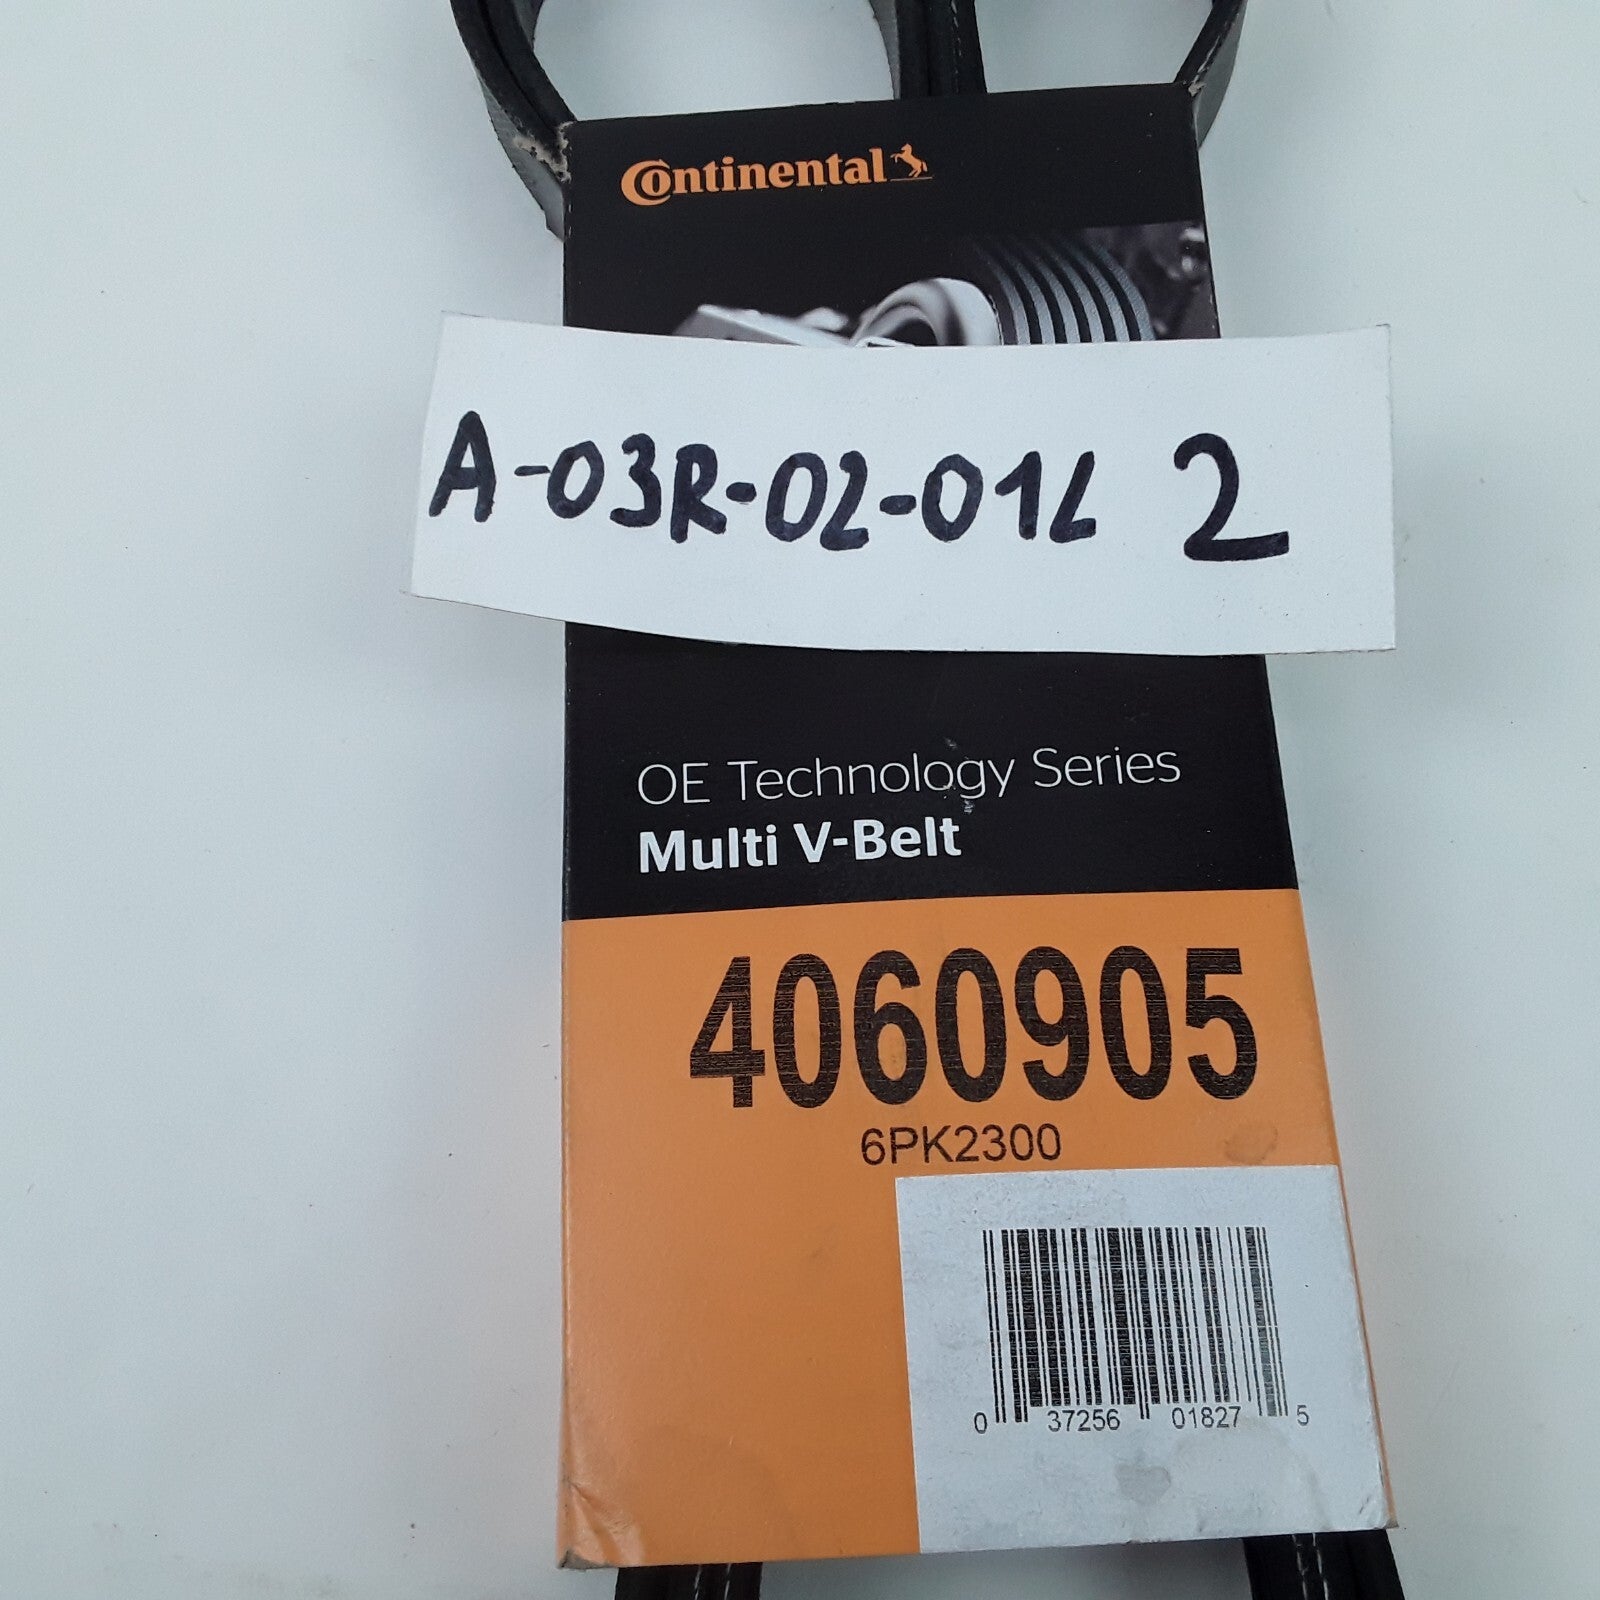 Continental
A-03R-02-01L 2
OE Technology Series
Multi V-Belt
4060905
6PK2300
0 37256 01827 5